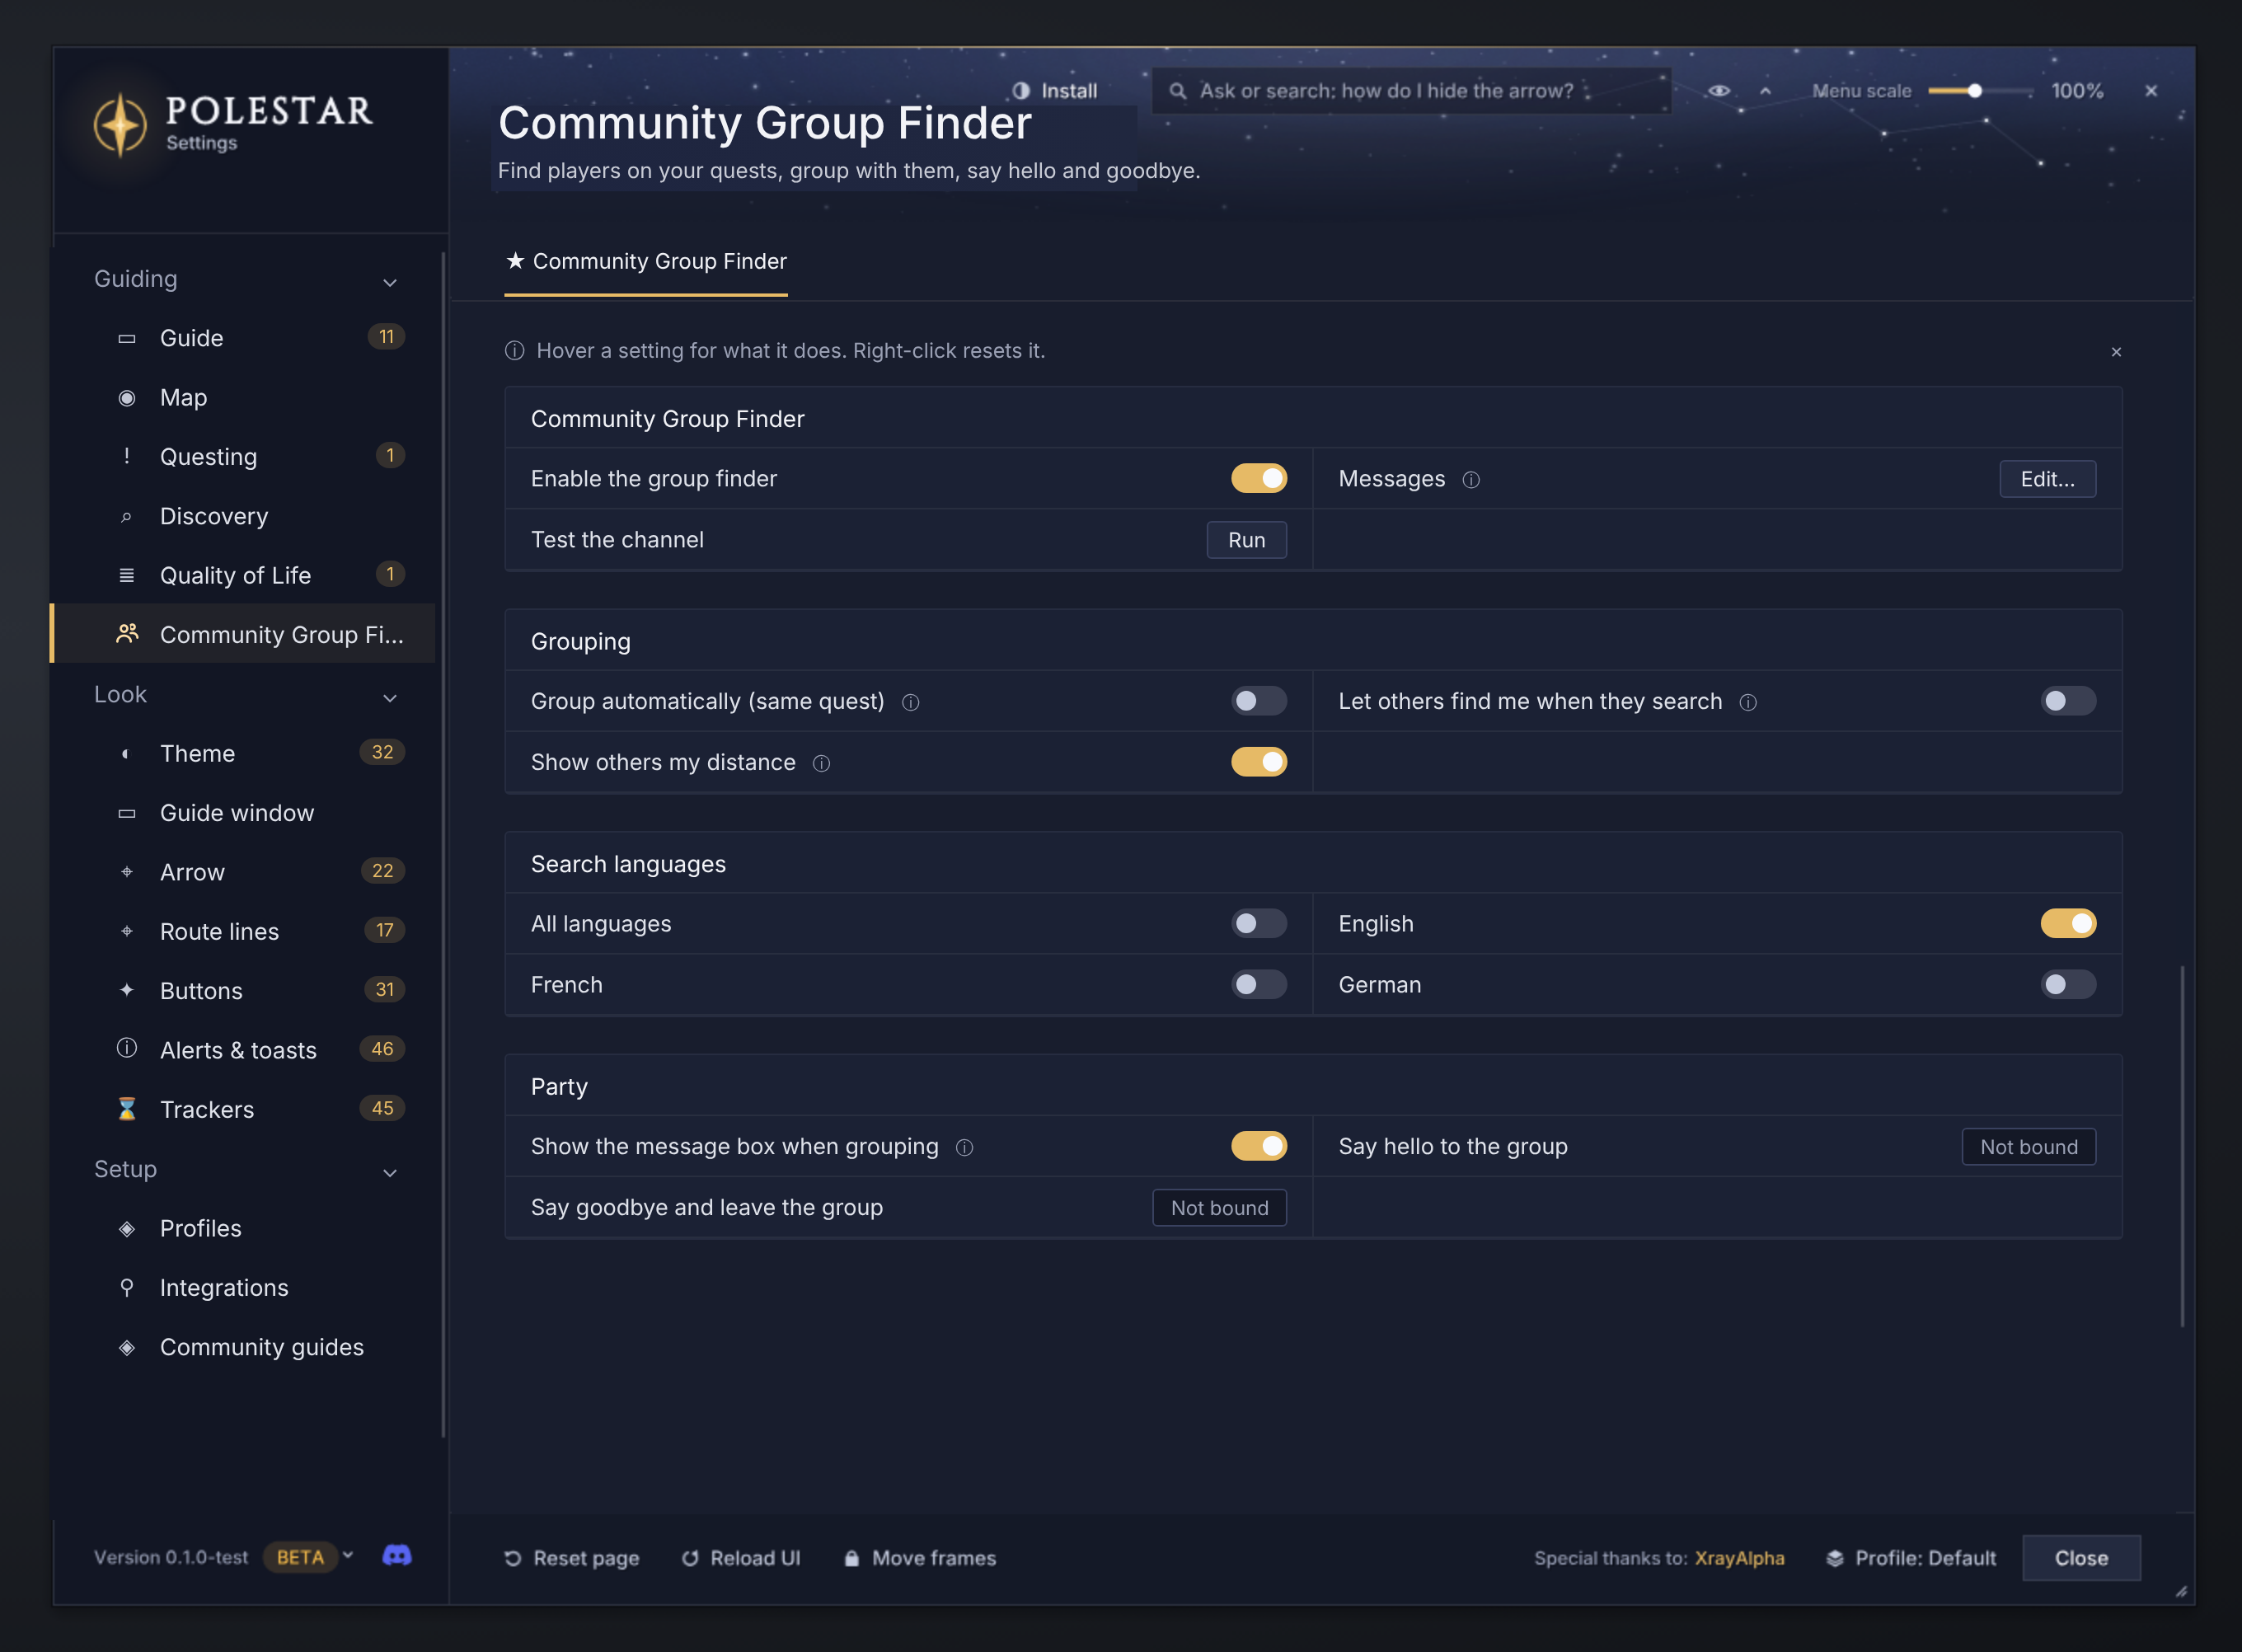 POLESTAR
Settings
Install
Ask or search: how do I hide the arrow?
Menu scale
100%
Community Group Finder
Find players on your quests, group with them, say hello and goodbye.
Guiding
Guide 11
Map
Questing 1
Discovery
Quality of Life 1
Community Group Fi...
Look
Theme 32
Guide window
Arrow 22
Route lines 17
Buttons 31
Alerts & toasts 46
Trackers 45
Setup
Profiles
Integrations
Community guides
Version 0.1.0-test BETA
★ Community Group Finder
Hover a setting for what it does. Right-click resets it.
Community Group Finder
Enable the group finder
Messages Edit...
Test the channel Run
Grouping
Group automatically (same quest)
Let others find me when they search
Show others my distance
Search languages
All languages
English
French
German
Party
Show the message box when grouping
Say hello to the group Not bound
Say goodbye and leave the group Not bound
Reset page
Reload UI
Move frames
Special thanks to: XrayAlpha
Profile: Default
Close